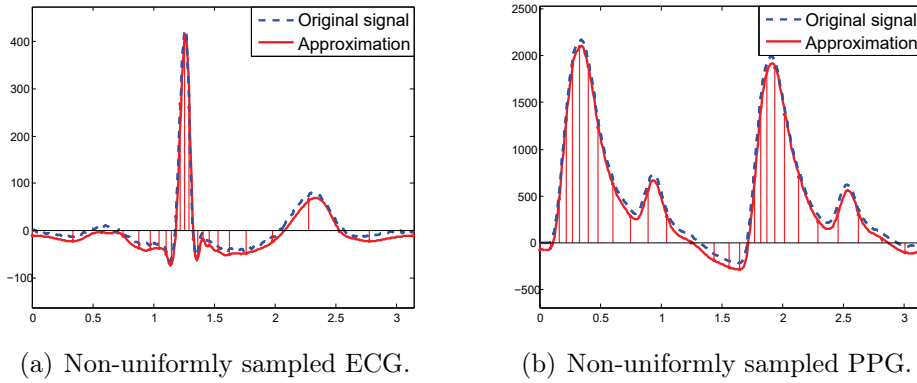 Original signal
Approximation
400
300
200
100
0
−100
0 0.5 1 1.5 2 2.5 3
(a) Non-uniformly sampled ECG.
Original signal
Approximation
2500
2000
1500
1000
500
0
−500
0 0.5 1 1.5 2 2.5 3
(b) Non-uniformly sampled PPG.